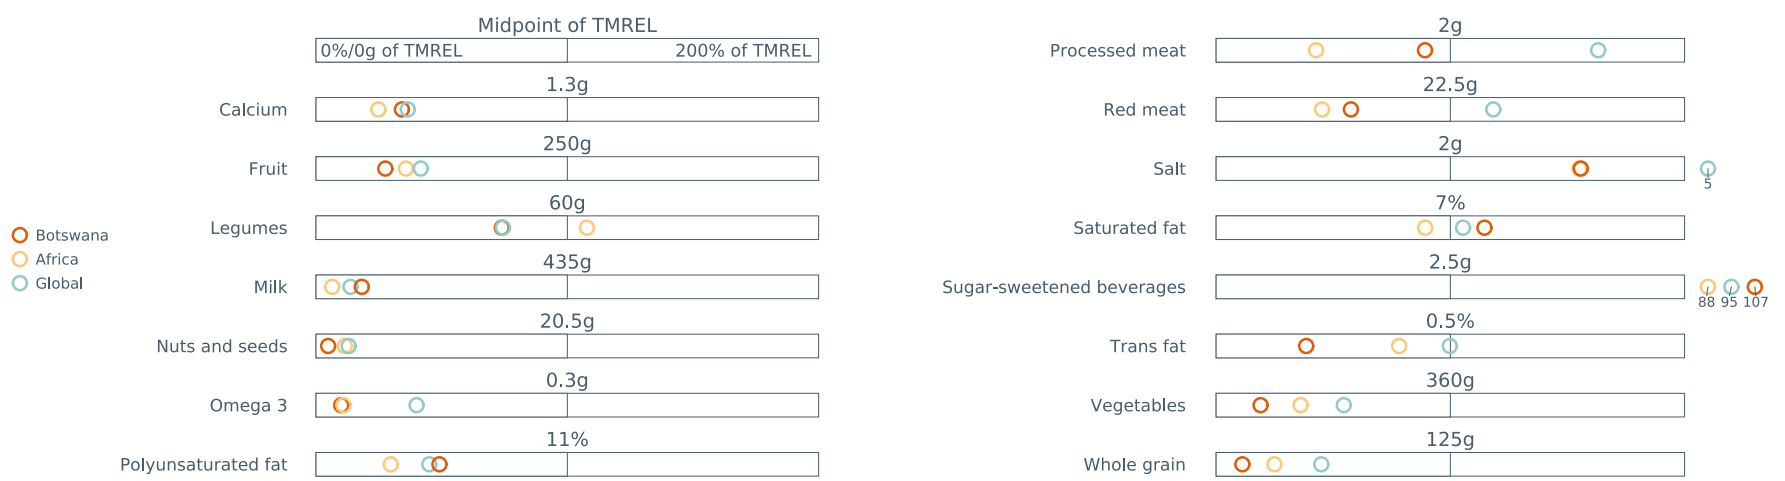 Midpoint of TMREL
0%/0g of TMREL 200% of TMREL
1.3g
Calcium
250g
Fruit
60g
Legumes
435g
Milk
20.5g
Nuts and seeds
0.3g
Omega 3
11%
Polyunsaturated fat
Botswana
Africa
Global
2g
Processed meat
22.5g
Red meat
2g
Salt
5
7%
Saturated fat
2.5g
Sugar-sweetened beverages
88 95 107
0.5%
Trans fat
360g
Vegetables
125g
Whole grain